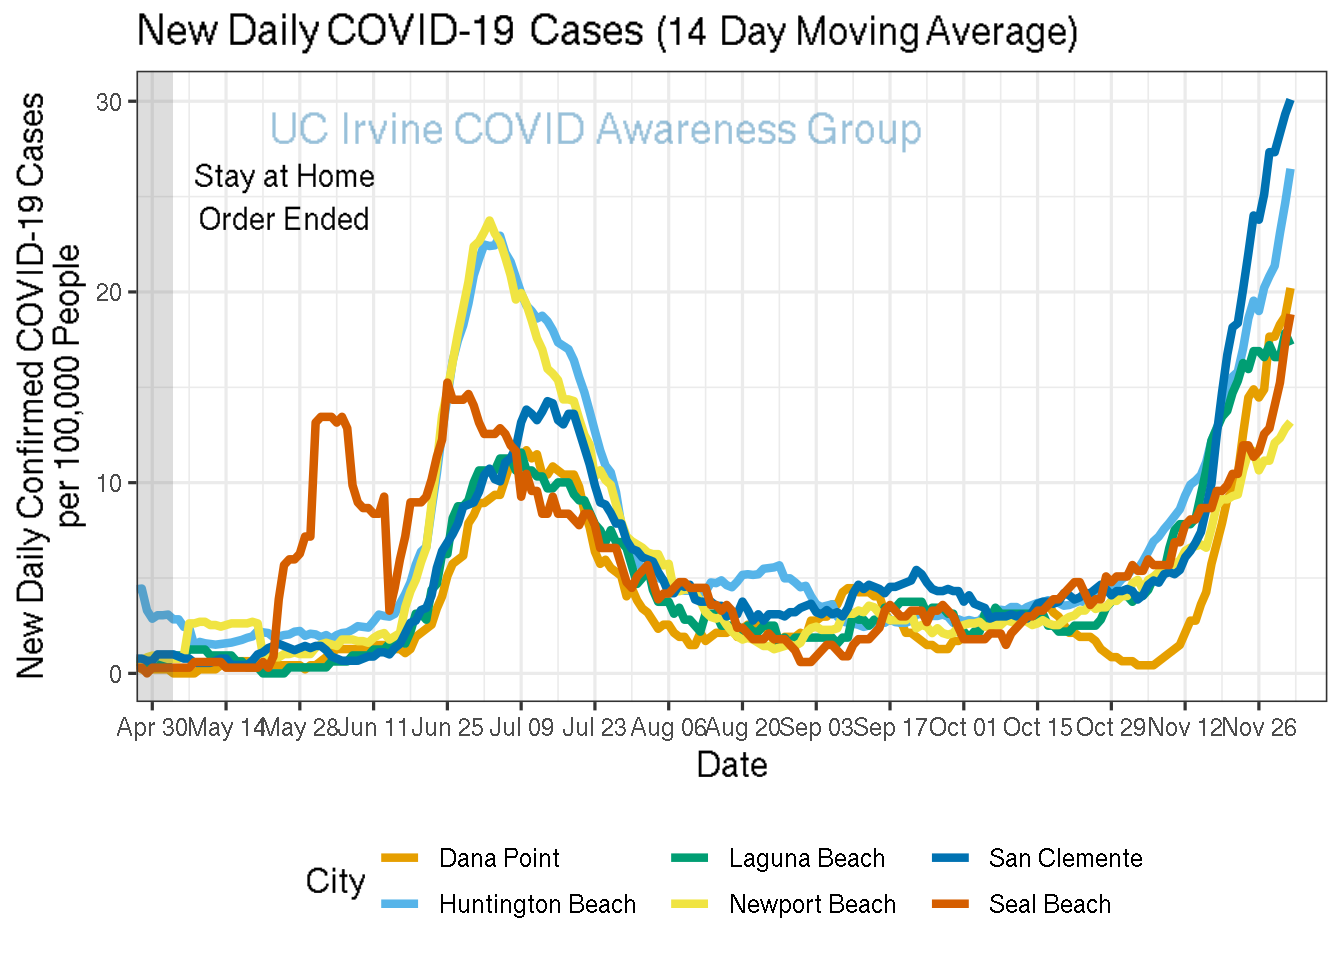 New Daily COVID-19 Cases (14 Day Moving Average)
UC Irvine COVID Awareness Group
Stay at Home
Order Ended
New Daily Confirmed COVID-19 Cases
per 100,000 People
30
20
10
0
Apr 30 May 14 May 28 Jun 11 Jun 25 Jul 09 Jul 23 Aug 06 Aug 20 Sep 03 Sep 17 Oct 01 Oct 15 Oct 29 Nov 12 Nov 26
Date
City
Dana Point
Laguna Beach
San Clemente
Huntington Beach
Newport Beach
Seal Beach